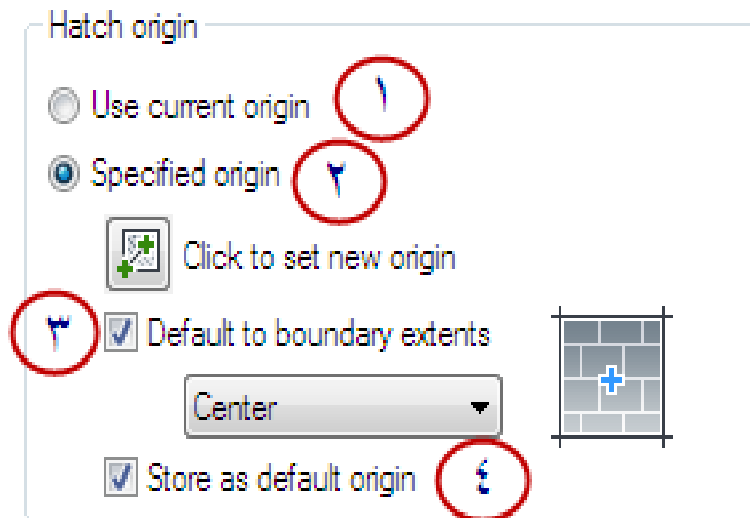 Hatch origin
Use current origin ١
Specified origin ٢
Click to set new origin
٣ Default to boundary extents
Center
Store as default origin ٤